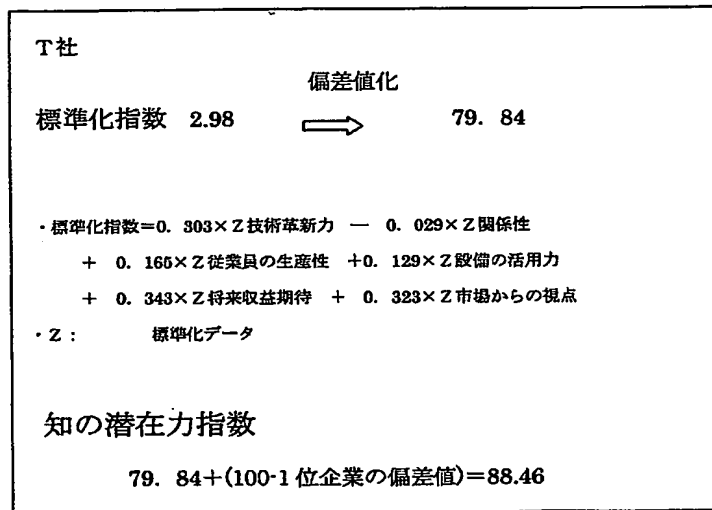 T社
偏差値化
標準化指数 2.98 ⇒ 79. 84
・標準化指数=0. 303×Z技術革新力 ― 0. 029×Z関係性
+ 0. 165×Z従業員の生産性 +0. 129×Z設備の活用力
+ 0. 343×Z将来収益期待 + 0. 323×Z市場からの視点
・Z: 標準化データ
知の潜在力指数
79. 84+(100-1位企業の偏差値)=88.46